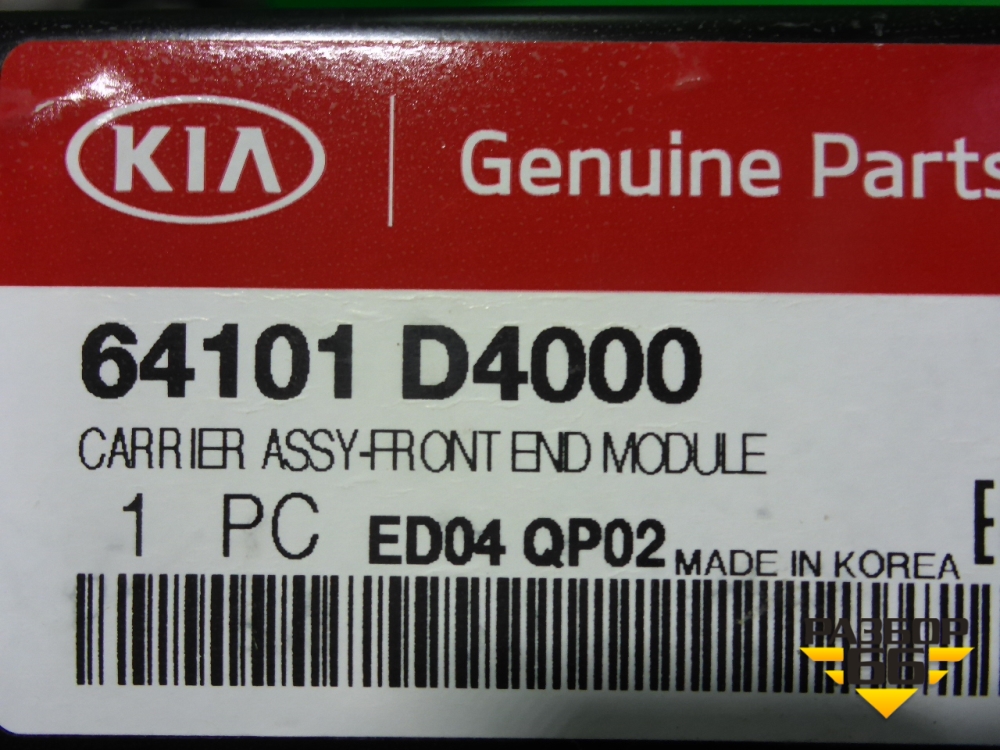 KIA Genuine Parts
64101 D4000
CARRIER ASSY-FRONT END MODULE
1 PC ED04 QP02 MADE IN KOREA E
РАЗБОР
66